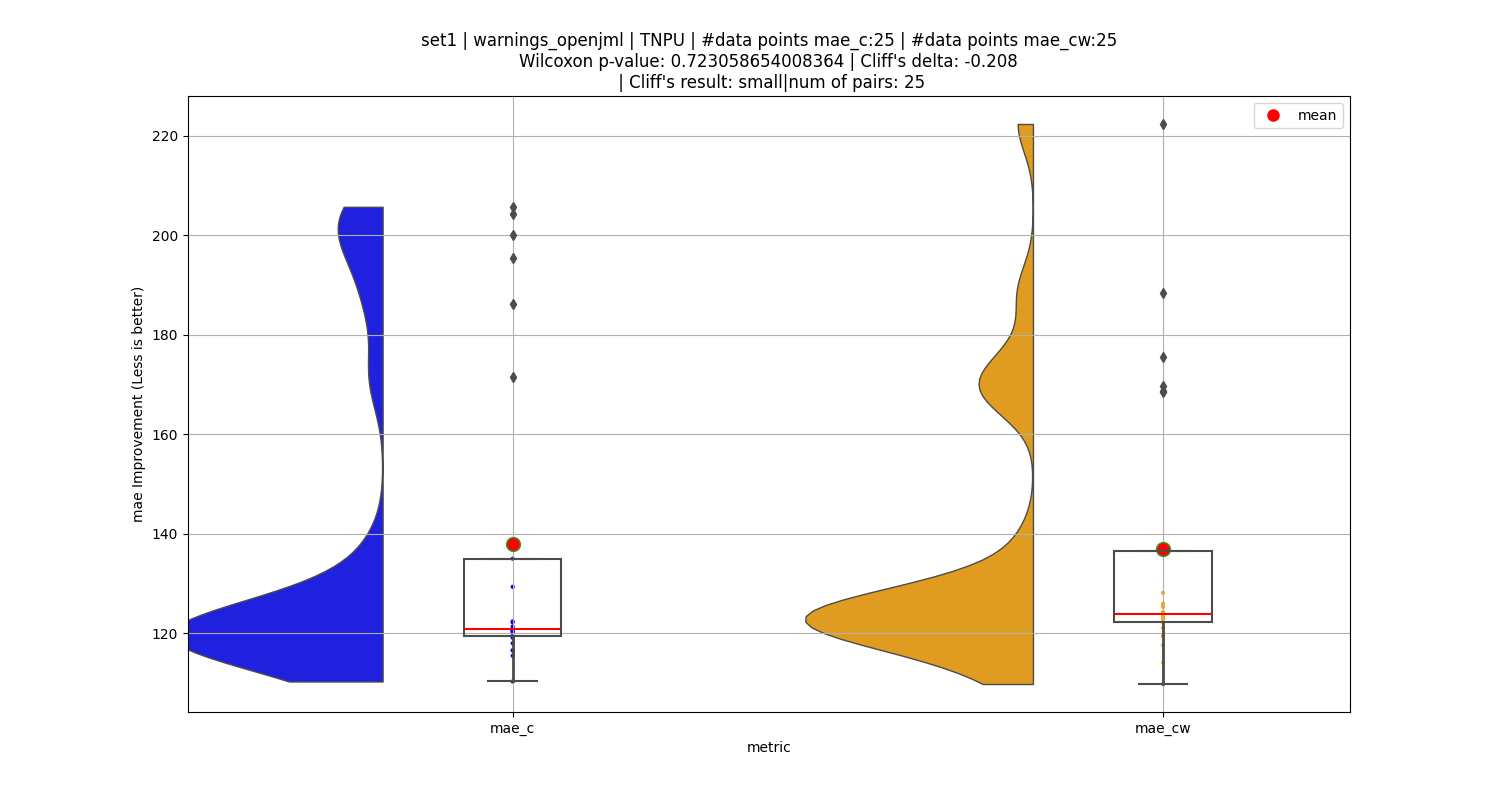 set1 | warnings_openjml | TNPU | #data points mae_c:25 | #data points mae_cw:25
Wilcoxon p-value: 0.723058654008364 | Cliff's delta: -0.208
| Cliff's result: small|num of pairs: 25
mean
220
200
180
160
140
120
mae Improvement (Less is better)
mae_c
mae_cw
metric